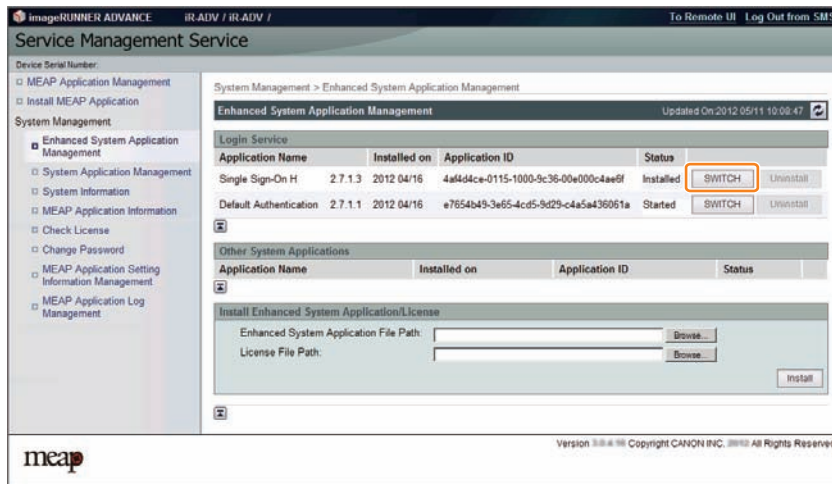 imageRUNNER ADVANCE iR-ADV / iR-ADV / To Remote UI Log Out from SMS
Service Management Service
Device Serial Number:
MEAP Application Management
Install MEAP Application
System Management
Enhanced System Application
Management
System Application Management
System Information
MEAP Application Information
Check License
Change Password
MEAP Application Setting
Information Management
MEAP Application Log
Management
System Management > Enhanced System Application Management
Enhanced System Application Management Updated On:2012 05/11 10:08:47
Login Service
Application Name Installed on Application ID Status
Single Sign-On H 2.7.1.3 2012 04/16 4af4d4ce-0115-1000-9c36-00e000c4ae6f Installed SWITCH Uninstall
Default Authentication 2.7.1.1 2012 04/16 e7654b49-3e65-4cd5-9d29-c4a5a436061a Started SWITCH Uninstall
Other System Applications
Application Name Installed on Application ID Status
Install Enhanced System Application/License
Enhanced System Application File Path: Browse...
License File Path: Browse...
Install
meap
Version Copyright CANON INC. All Rights Reserved